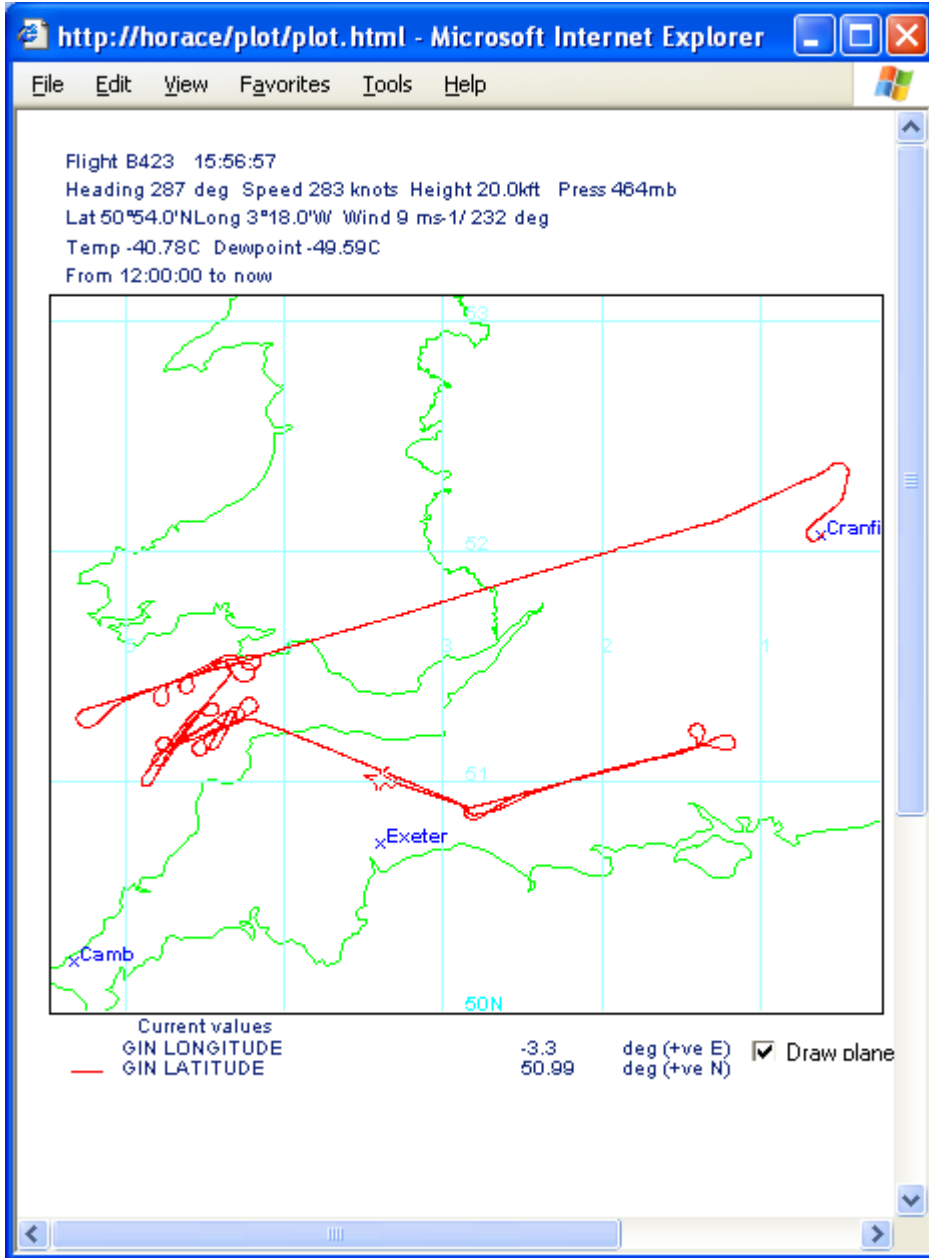 http://horace/plot/plot.html - Microsoft Internet Explorer
File Edit View Favorites Tools Help
Flight B423 15:56:57
Heading 287 deg Speed 283 knots Height 20.0kft Press 464mb
Lat 50°54.0'NLong 3°18.0'W Wind 9 ms-1/ 232 deg
Temp -40.78C Dewpoint -49.59C
From 12:00:00 to now
53
Cranfi
52
5 3 2 1
51
Exeter
Camb
50N
Current values
GIN LONGITUDE -3.3 deg (+ve E)
Draw plane
GIN LATITUDE 50.99 deg (+ve N)